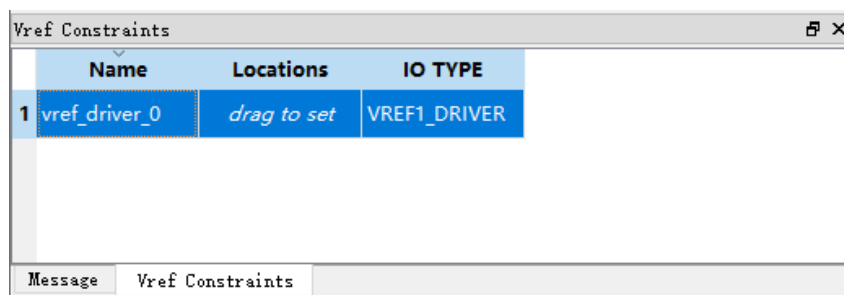 Vref Constraints
Name Locations IO TYPE
1 vref_driver_0 drag to set VREF1_DRIVER
Message Vref Constraints